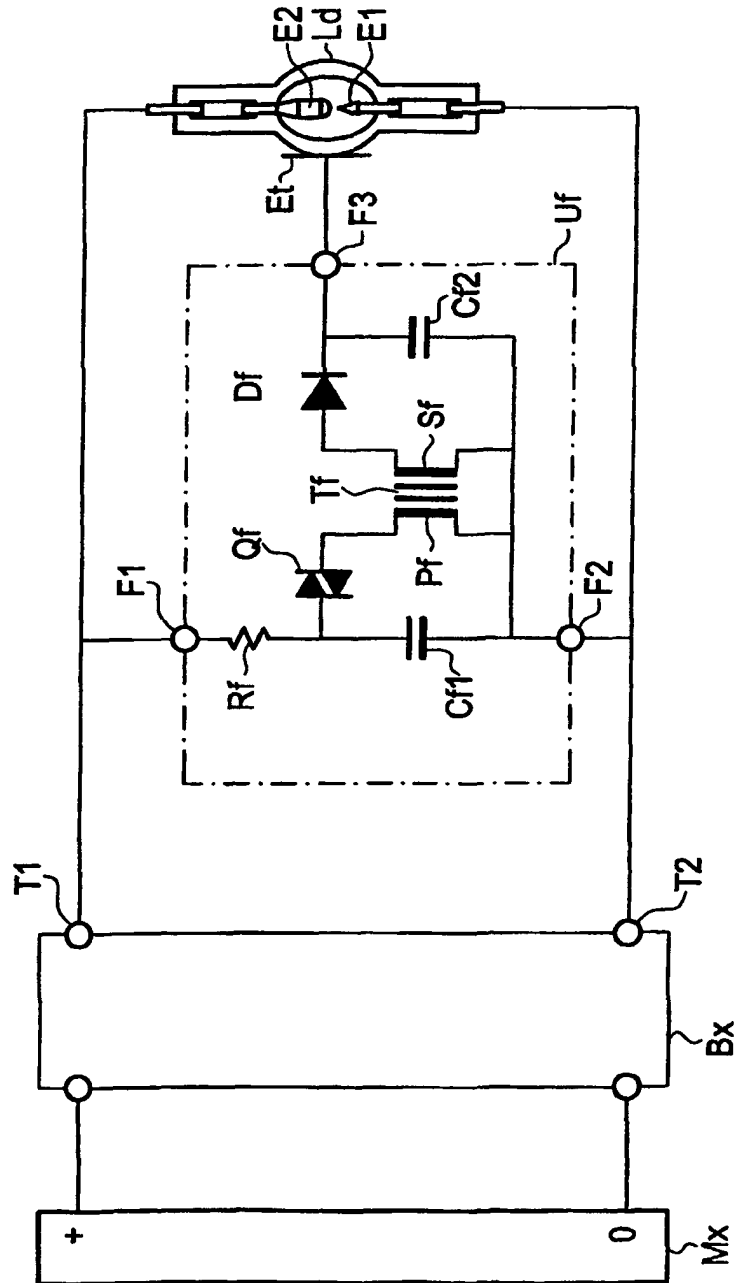 E2
Ld
E1
Et
F3
Uf
Df
Cf2
Sf
Tf
Qf
Pf
F1
F2
Rf
Cf1
T1
T2
Bx
+
0
Mx